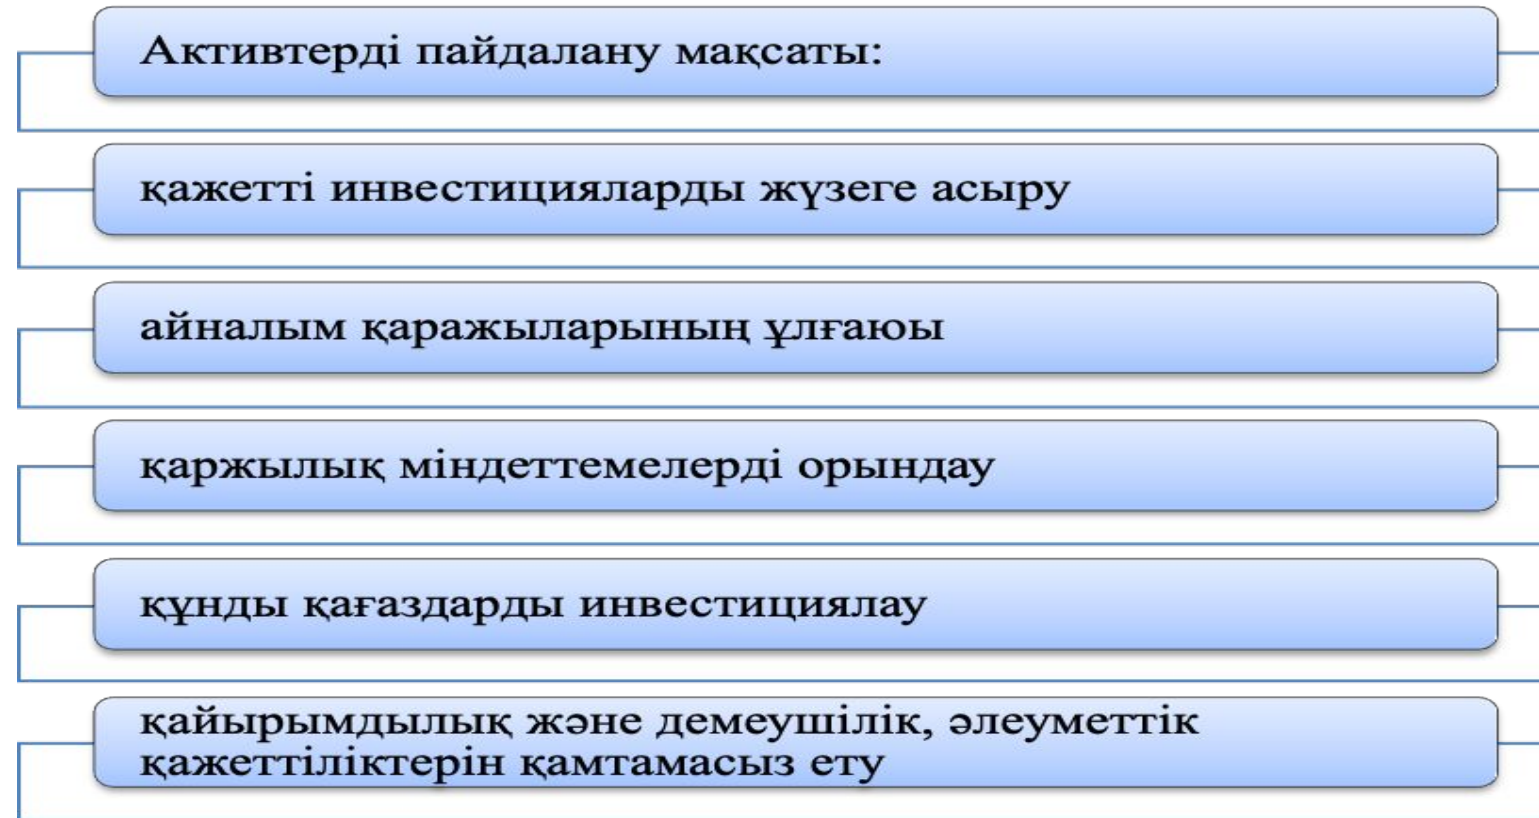 Активтерді пайдалану мақсаты:
қажетті инвестицияларды жүзеге асыру
айналым қаражыларының ұлғаюы
қаржылық міндеттемелерді орындау
құнды қағаздарды инвестициялау
қайырымдылық және демеушілік, әлеуметтік
қажеттіліктерін қамтамасыз ету